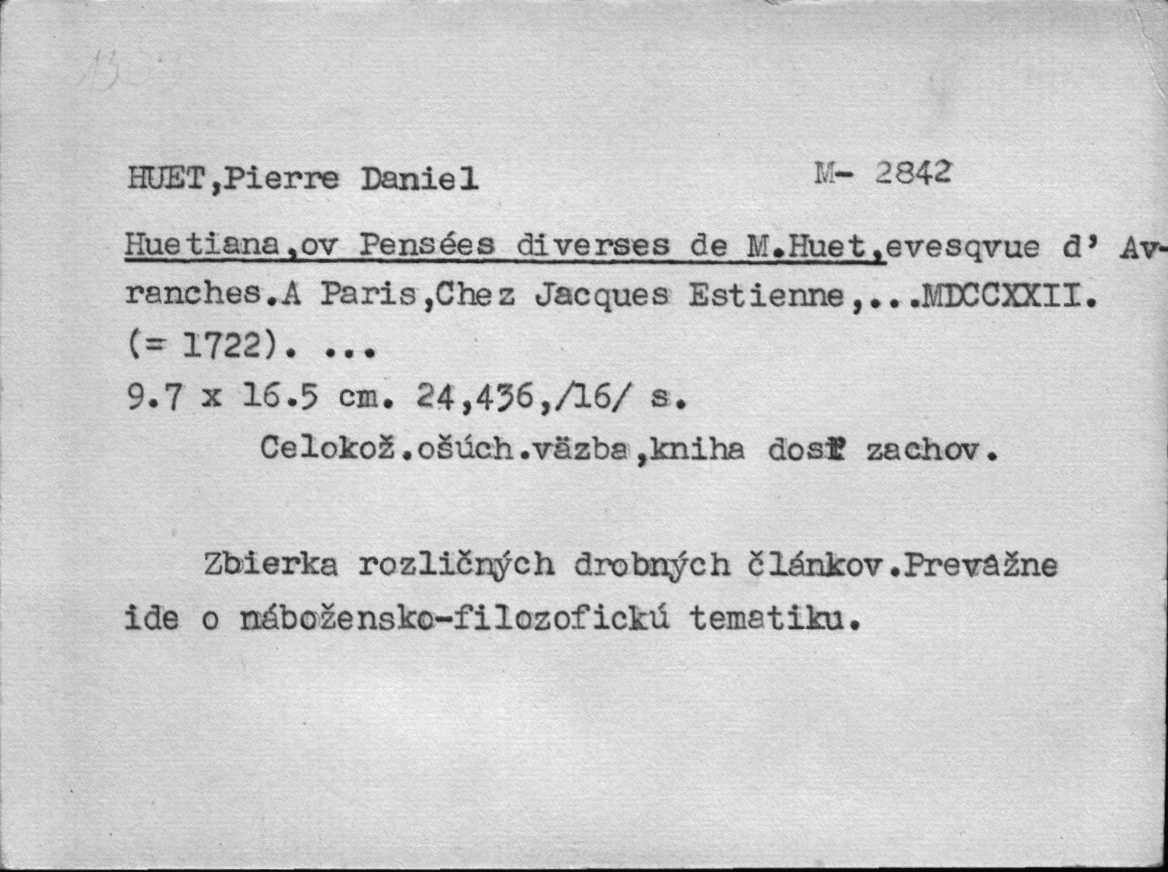 HUET,Pierre Daniel M- 2842
Huetiana,ov Pensées diverses de M.Huet,evesqvue d’ Av-
ranches.A Paris,Chez Jacques Estienne,...MDCCXXII.
(= 1722). ...
9.7 x 16.5 cm. 24,436,/16/ s.
Celokož.ošúch.väzba,kniha dosť zachov.
Zbierka rozličných drobných článkov.Prevážne
ide o nábožensko-filozofickú tematiku.